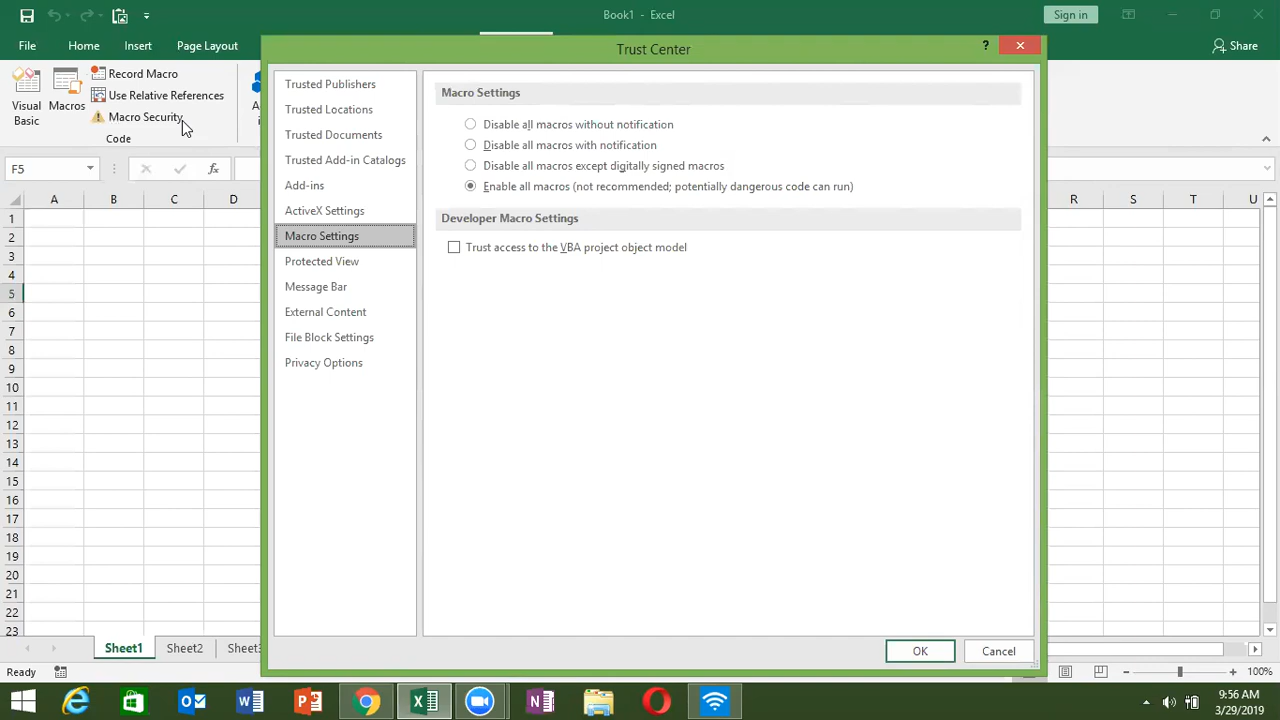 Book1 - Excel
Sign in
File
Home
Insert
Page Layout
Share
Trust Center
?
Visual Basic
Macros
Record Macro
Use Relative References
Macro Security
Code
F5
fx
A B C D R S T U
1
2
3
4
5
6
7
8
9
10
11
12
13
14
15
16
17
18
19
20
21
22
23
Trusted Publishers
Trusted Locations
Trusted Documents
Trusted Add-in Catalogs
Add-ins
ActiveX Settings
Macro Settings
Protected View
Message Bar
External Content
File Block Settings
Privacy Options
Macro Settings
Disable all macros without notification
Disable all macros with notification
Disable all macros except digitally signed macros
Enable all macros (not recommended; potentially dangerous code can run)
Developer Macro Settings
Trust access to the VBA project object model
OK
Cancel
Sheet1
Sheet2
Ready
100%
9:56 AM
3/29/2019